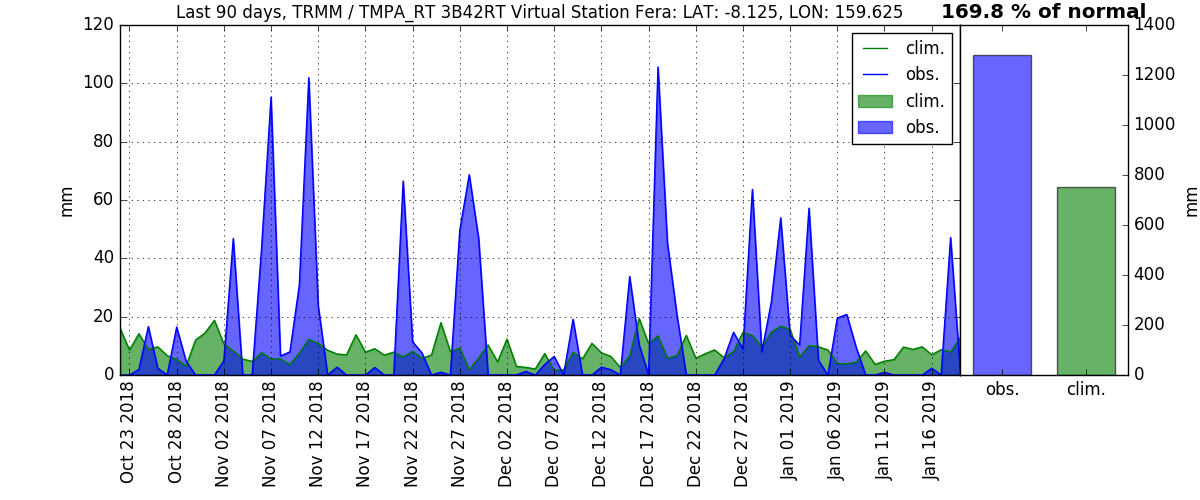 Last 90 days, TRMM / TMPA_RT 3B42RT Virtual Station Fera: LAT: -8.125, LON: 159.625
169.8 % of normal
120
100
80
60
40
20
0
mm
clim.
obs.
clim.
obs.
1400
1200
1000
800
600
400
200
0
mm
Oct 23 2018
Oct 28 2018
Nov 02 2018
Nov 07 2018
Nov 12 2018
Nov 17 2018
Nov 22 2018
Nov 27 2018
Dec 02 2018
Dec 07 2018
Dec 12 2018
Dec 17 2018
Dec 22 2018
Dec 27 2018
Jan 01 2019
Jan 06 2019
Jan 11 2019
Jan 16 2019
obs.
clim.